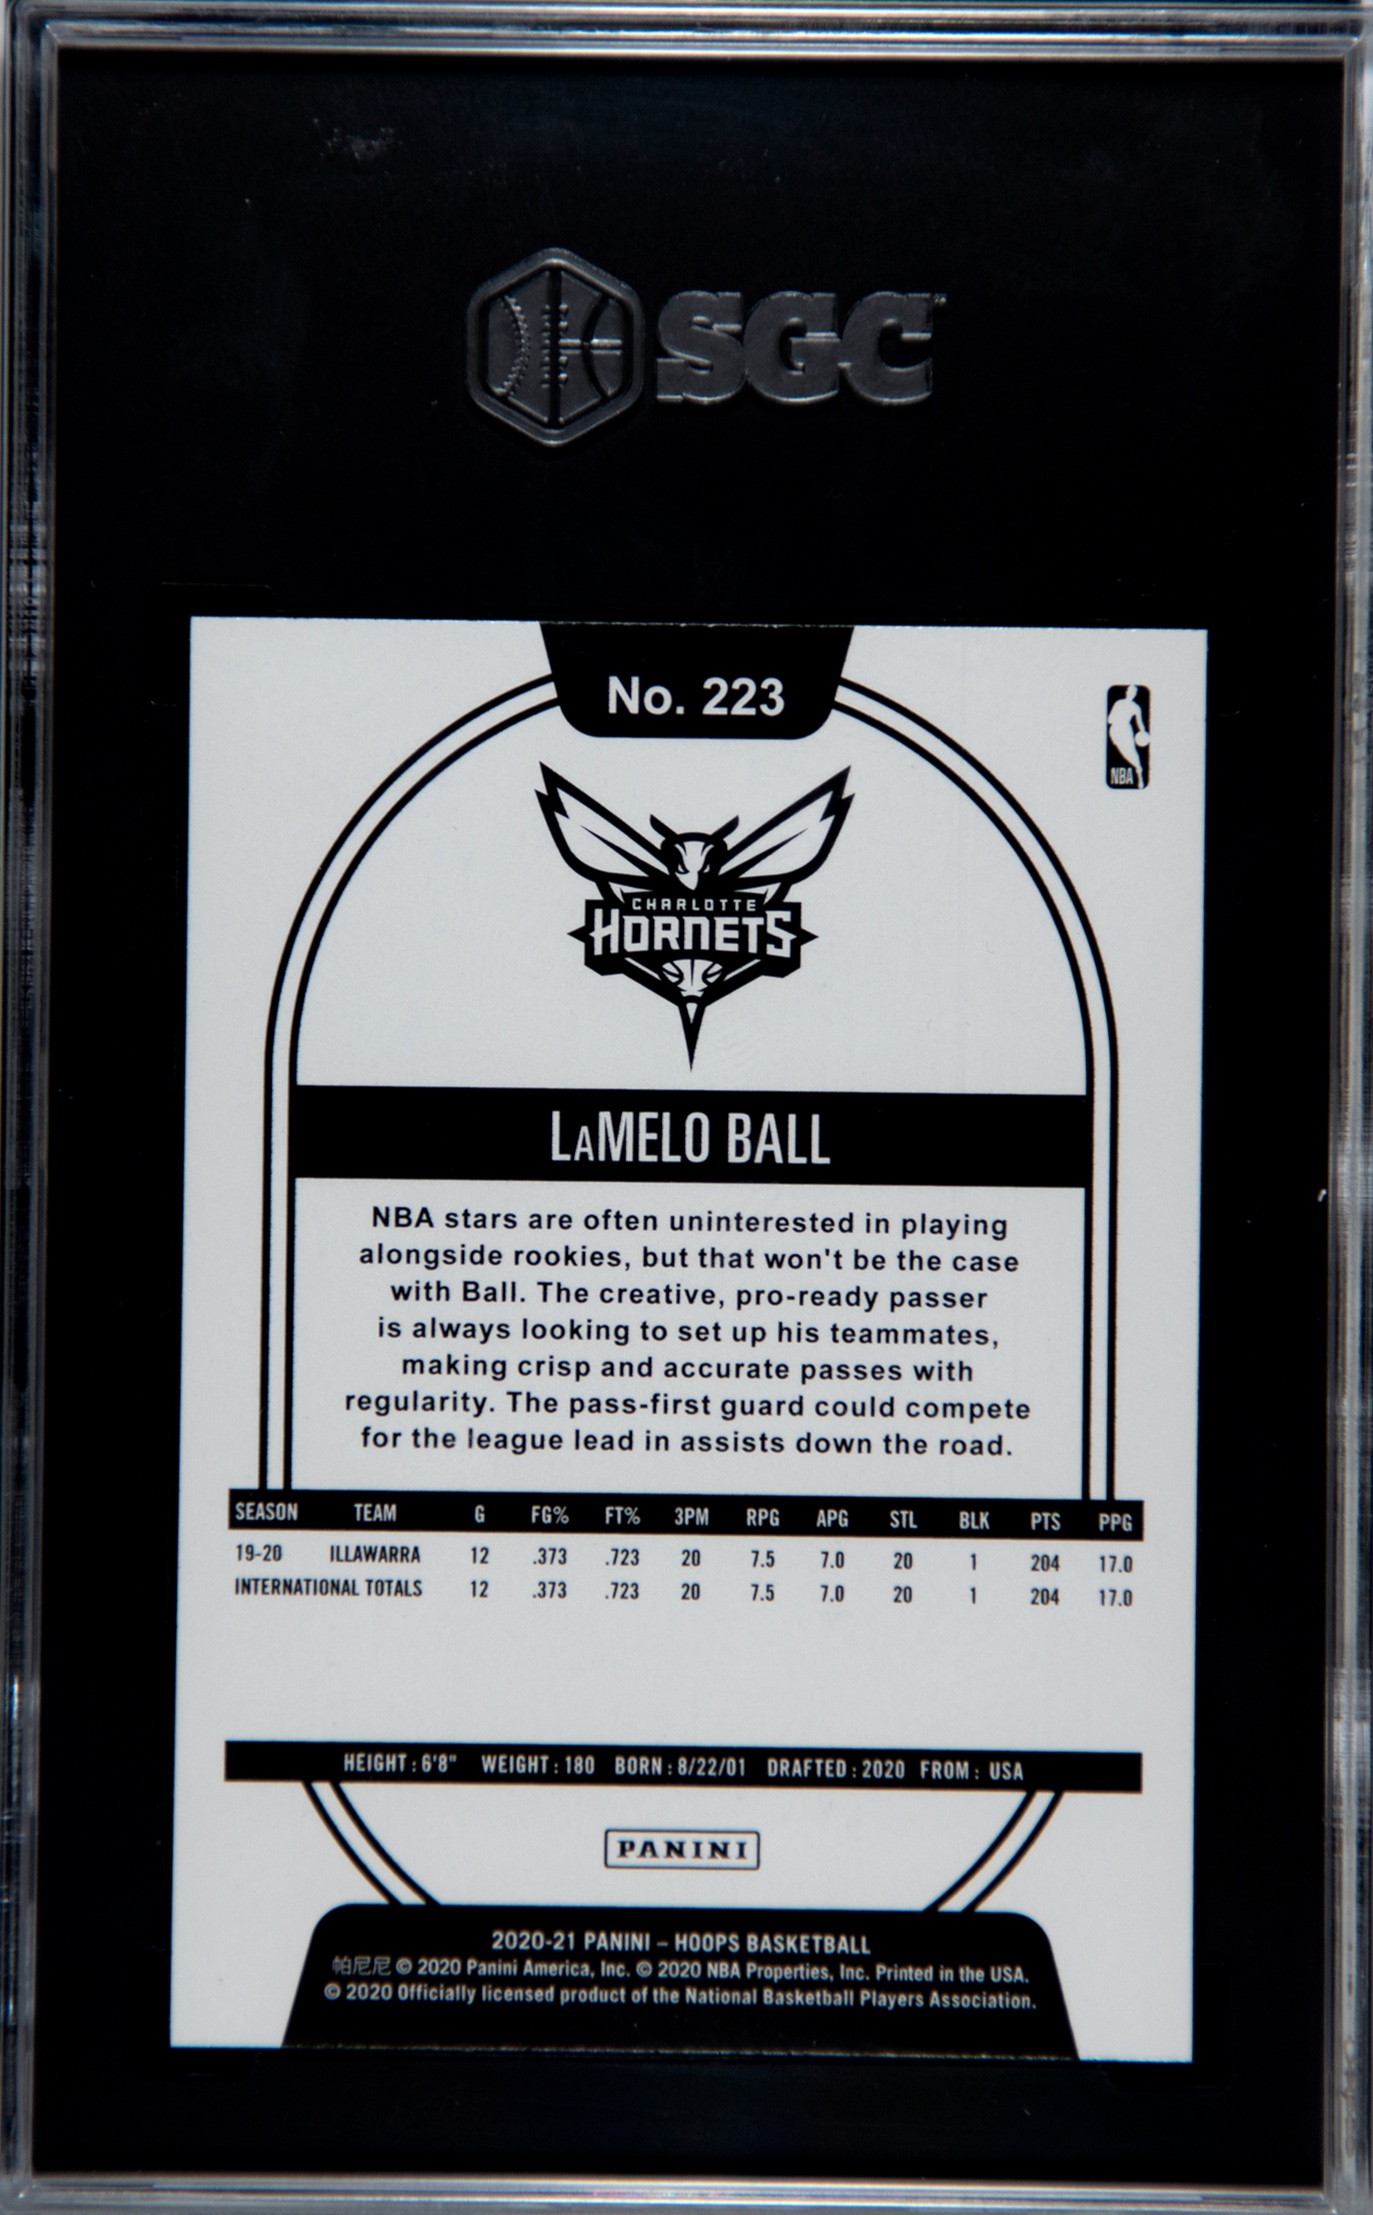 SGC
No. 223
NBA
CHARLOTTE
HORNETS
LaMELO BALL
NBA stars are often uninterested in playing
alongside rookies, but that won't be the case
with Ball. The creative, pro-ready passer
is always looking to set up his teammates,
making crisp and accurate passes with
regularity. The pass-first guard could compete
for the league lead in assists down the road.
SEASON TEAM G FG% FT% 3PM RPG APG STL BLK PTS PPG
19-20 ILLAWARRA 12 .373 .723 20 7.5 7.0 20 1 204 17.0
INTERNATIONAL TOTALS 12 .373 .723 20 7.5 7.0 20 1 204 17.0
HEIGHT: 6'8" WEIGHT: 180 BORN: 8/22/01 DRAFTED: 2020 FROM: USA
PANINI
2020-21 PANINI – HOOPS BASKETBALL
帕尼尼 © 2020 Panini America, Inc. © 2020 NBA Properties, Inc. Printed in the USA.
© 2020 Officially licensed product of the National Basketball Players Association.